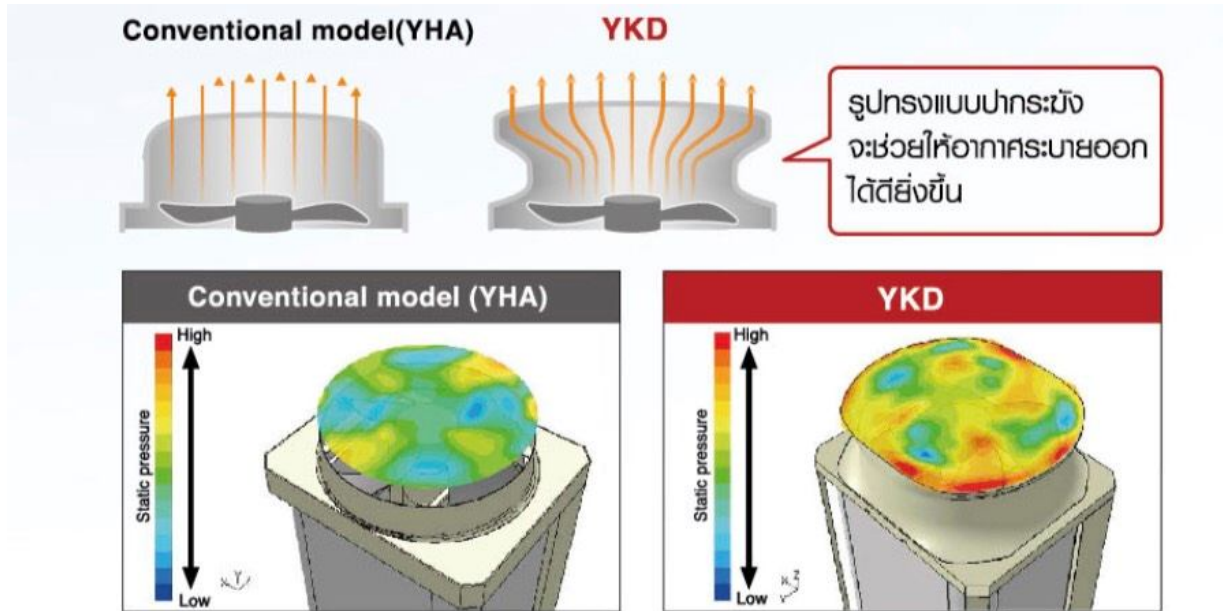 Conventional model(YHA)
YKD
รูปทรงแบบปากระฆัง
จะช่วยให้อากาศระบายออก
ได้ดียิ่งขึ้น
Conventional model (YHA)
High
Static pressure
Low
Y
X
YKD
High
Static pressure
Low
Z
X
Y